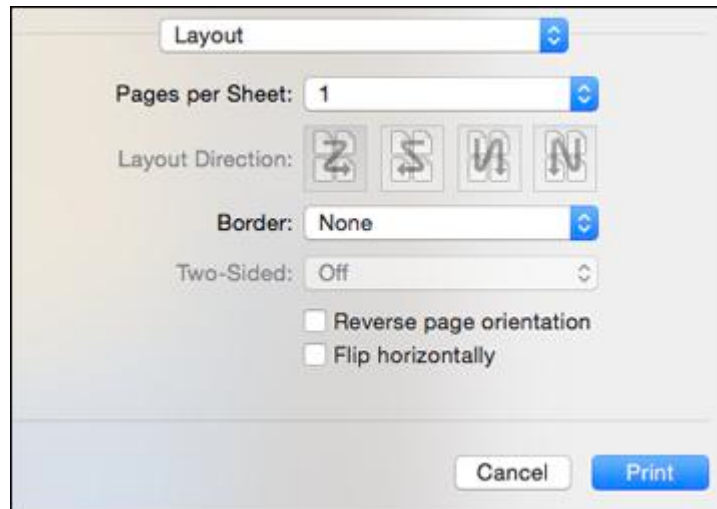 Layout
Pages per Sheet: 1
Layout Direction:
Border: None
Two-Sided: Off
Reverse page orientation
Flip horizontally
Cancel Print